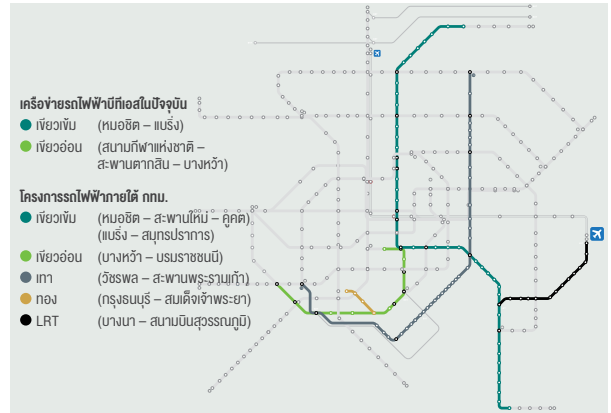 เครือข่ายรถไฟฟ้าบีทีเอสในปัจจุบัน
เขียวเข้ม (หมอชิต – แบริ่ง)
เขียวอ่อน (สนามกีฬาแห่งชาติ –
สะพานตากสิน – บางหว้า)
โครงการรถไฟฟ้าภายใต้ กทม.
เขียวเข้ม (หมอชิต – สะพานใหม่ – คูคต)
(แบริ่ง – สมุทรปราการ)
เขียวอ่อน (บางหว้า – บรมราชชนนี)
เทา (วัชรพล – สะพานพระรามเก้า)
ทอง (กรุงธนบุรี – สมเด็จเจ้าพระยา)
LRT (บางนา – สนามบินสุวรรณภูมิ)